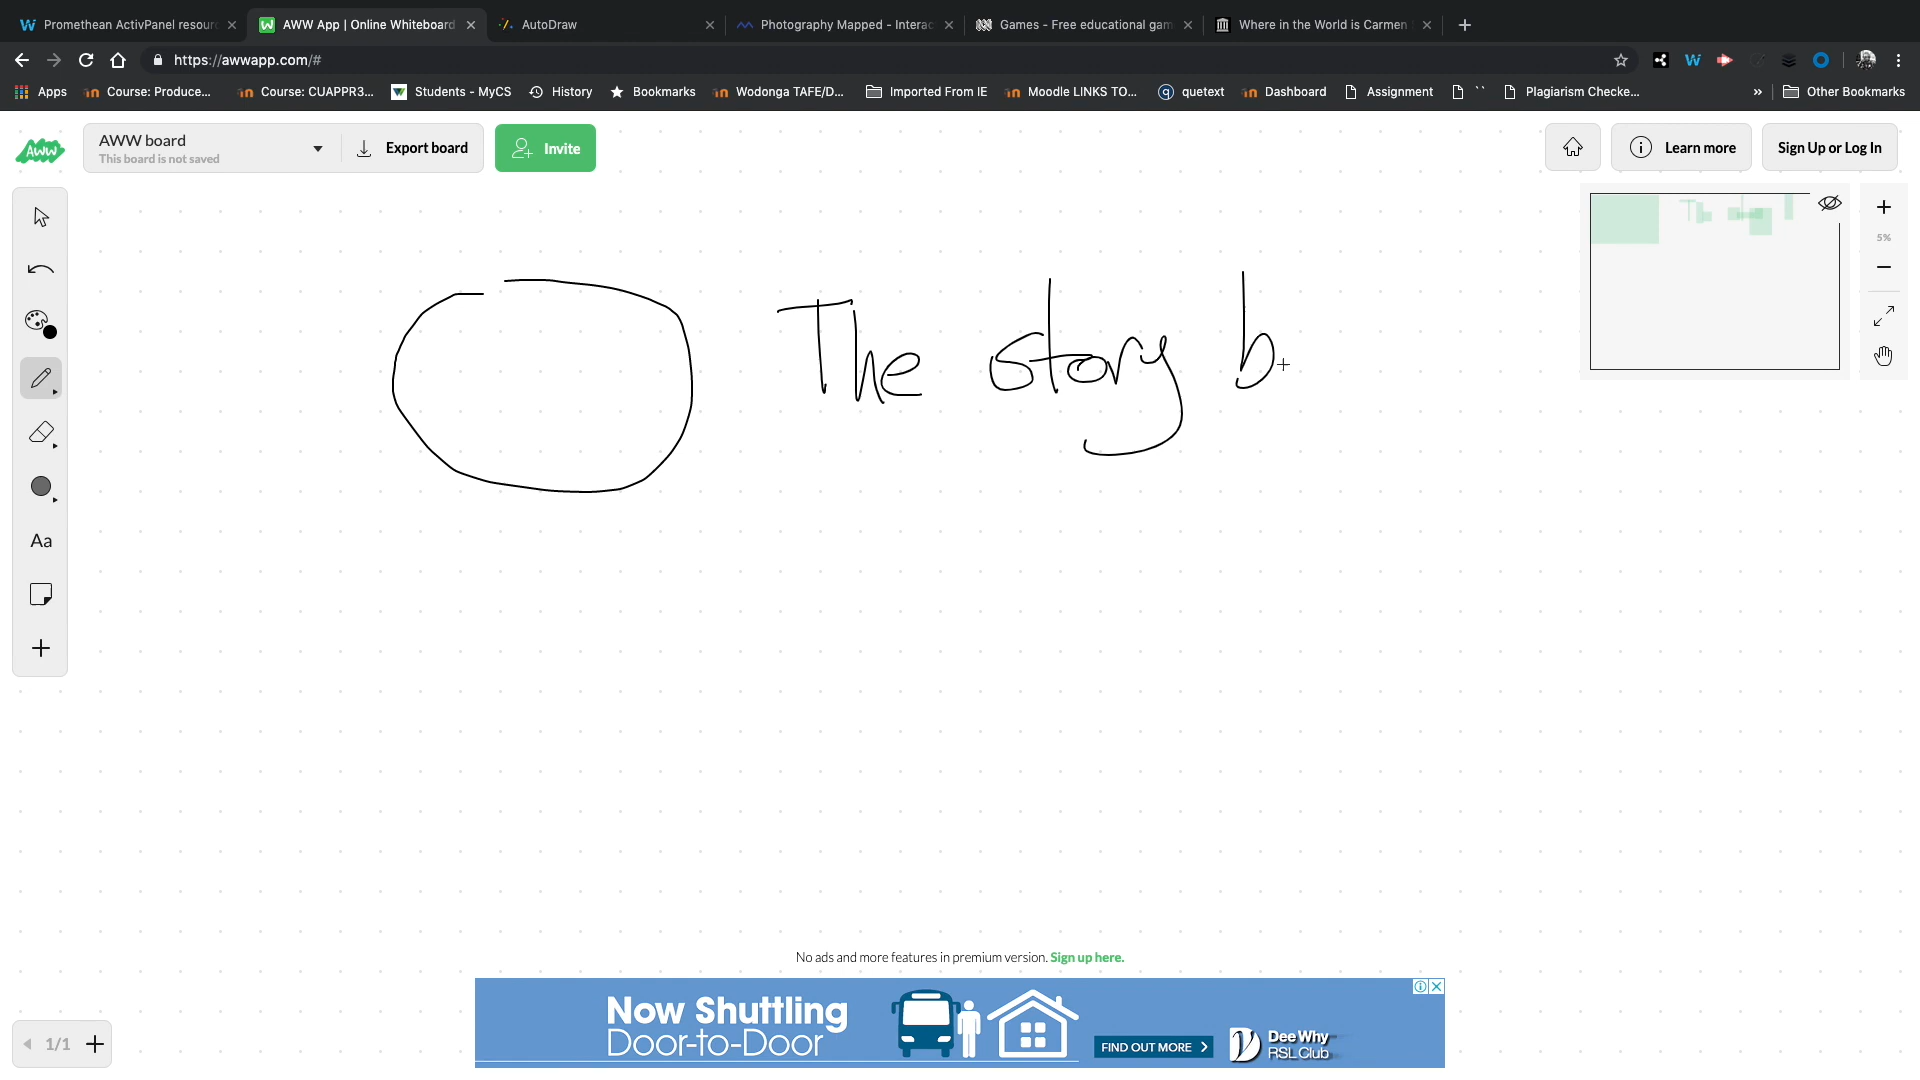 Promethean ActivPanel resour
AWW App | Online Whiteboard
AutoDraw
Photography Mapped - Interac
Games - Free educational gam
Where in the World is Carmen
https://awwapp.com/#
Apps
Course: Produce...
Course: CUAPPR3...
Students - MyCS
History
Bookmarks
Wodonga TAFE/D...
Imported From IE
Moodle LINKS TO...
quetext
Dashboard
Assignment
``
Plagiarism Checke...
»
Other Bookmarks
AWW
AWW board
This board is not saved
Export board
Invite
Learn more
Sign Up or Log In
5%
The story b
Aa
No ads and more features in premium version. Sign up here.
Now Shuttling
Door-to-Door
FIND OUT MORE
Dee Why
RSL Club
1/1